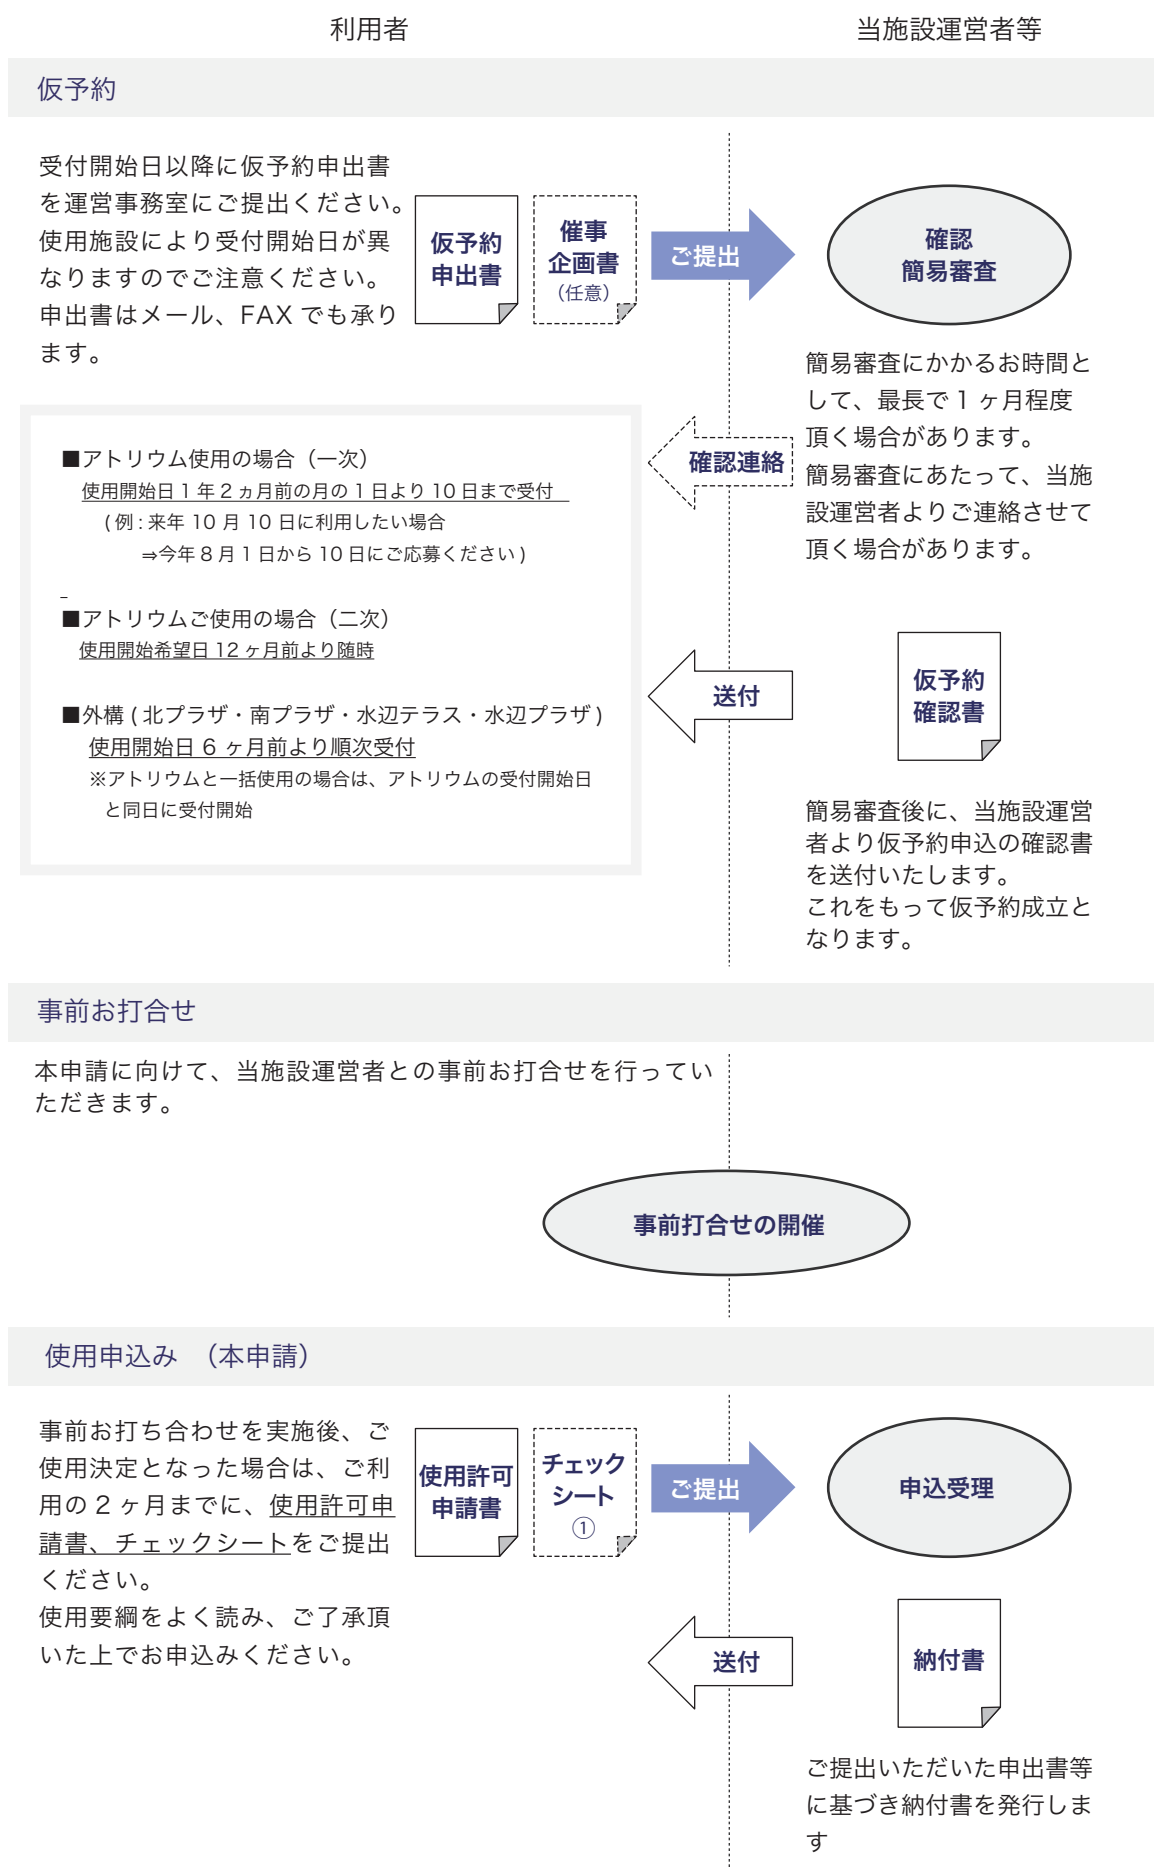 利用者
当施設運営者等
仮予約
受付開始日以降に仮予約申出書
を運営事務室にご提出ください。
使用施設により受付開始日が異
なりますのでご注意ください。
申出書はメール、FAX でも承り
ます。
仮予約
申出書
催事
企画書
(任意)
ご提出
確認
簡易審査
簡易審査にかかるお時間と
して、最長で 1 ヶ月程度
頂く場合があります。
簡易審査にあたって、当施
設運営者よりご連絡させて
頂く場合があります。
確認連絡
■アトリウム使用の場合（一次）
使用開始日 1 年 2 ヵ月前の月の 1 日より 10 日まで受付
( 例 : 来年 10 月 10 日に利用したい場合
⇒今年 8 月 1 日から 10 日にご応募ください )
■アトリウムご使用の場合（二次）
使用開始希望日 12 ヶ月前より随時
■外構 ( 北プラザ・南プラザ・水辺テラス・水辺プラザ )
使用開始日 6 ヶ月前より順次受付
※アトリウムと一括使用の場合は、アトリウムの受付開始日
と同日に受付開始
送付
仮予約
確認書
簡易審査後に、当施設運営
者より仮予約申込の確認書
を送付いたします。
これをもって仮予約成立と
なります。
事前お打合せ
本申請に向けて、当施設運営者との事前お打合せを行ってい
ただきます。
事前打合せの開催
使用申込み （本申請）
事前お打ち合わせを実施後、ご
使用決定となった場合は、ご利
用の 2 ヶ月までに、使用許可申
請書、チェックシートをご提出
ください。
使用要綱をよく読み、ご了承頂
いた上でお申込みください。
使用許可
申請書
チェック
シート
①
ご提出
申込受理
送付
納付書
ご提出いただいた申出書等
に基づき納付書を発行しま
す